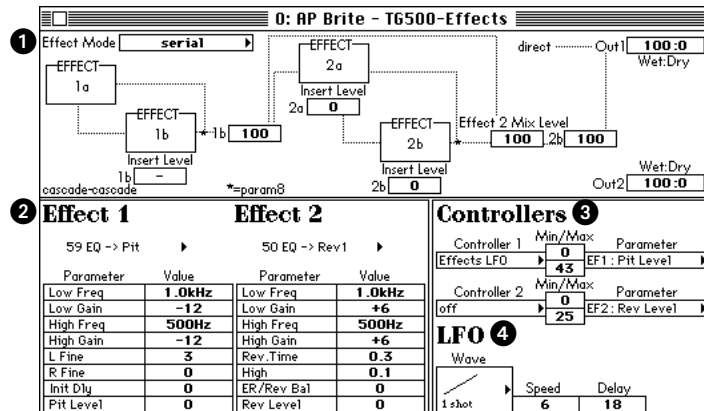 0: AP Brite - TG500-Effects
1 Effect Mode serial
direct Out1 100:0
Wet:Dry
EFFECT
1a
EFFECT
2a
EFFECT
1b
* 1b 100
Insert Level
1b -
Insert Level
2a 0
EFFECT
2b
*
Insert Level
2b 0
Effect 2 Mix Level
100 2b 100
Wet:Dry
Out2 100:0
cascade-cascade
*=param8
2 Effect 1 Effect 2
59 EQ -> Pit 50 EQ -> Rev1
Parameter Value Parameter Value
Low Freq 1.0kHz Low Freq 1.0kHz
Low Gain -12 Low Gain +6
High Freq 500Hz High Freq 500Hz
High Gain -12 High Gain +6
L Fine 3 Rev.Time 0.3
R Fine 0 High 0.1
Init Dly 0 ER/Rev Bal 0
Pit Level 0 Rev Level 0
Controllers 3
Controller 1 Min/Max Parameter
Effects LFO 0 43 EF1: Pit Level
Controller 2 Min/Max Parameter
off 0 25 EF2: Rev Level
LFO 4
Wave
1 shot
Speed Delay
6 18